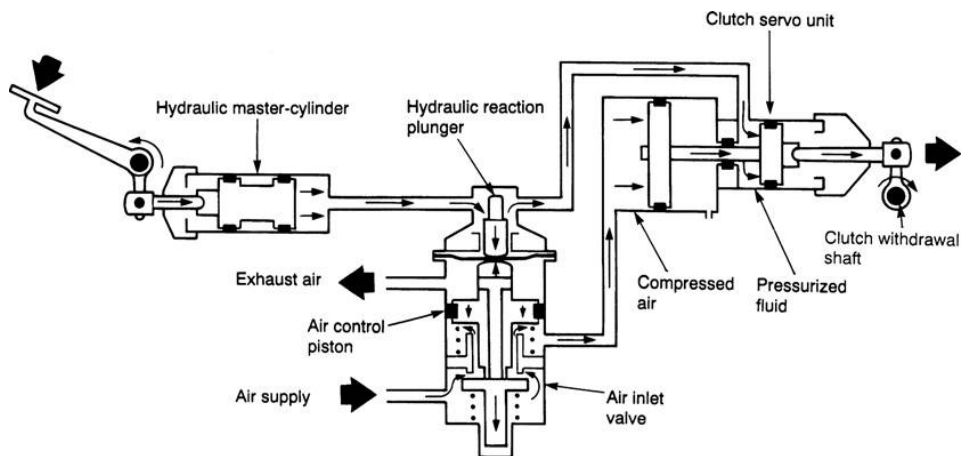 Clutch servo unit
Hydraulic master-cylinder
Hydraulic reaction
plunger
Clutch withdrawal
shaft
Exhaust air
Compressed
air
Pressurized
fluid
Air control
piston
Air supply
Air inlet
valve